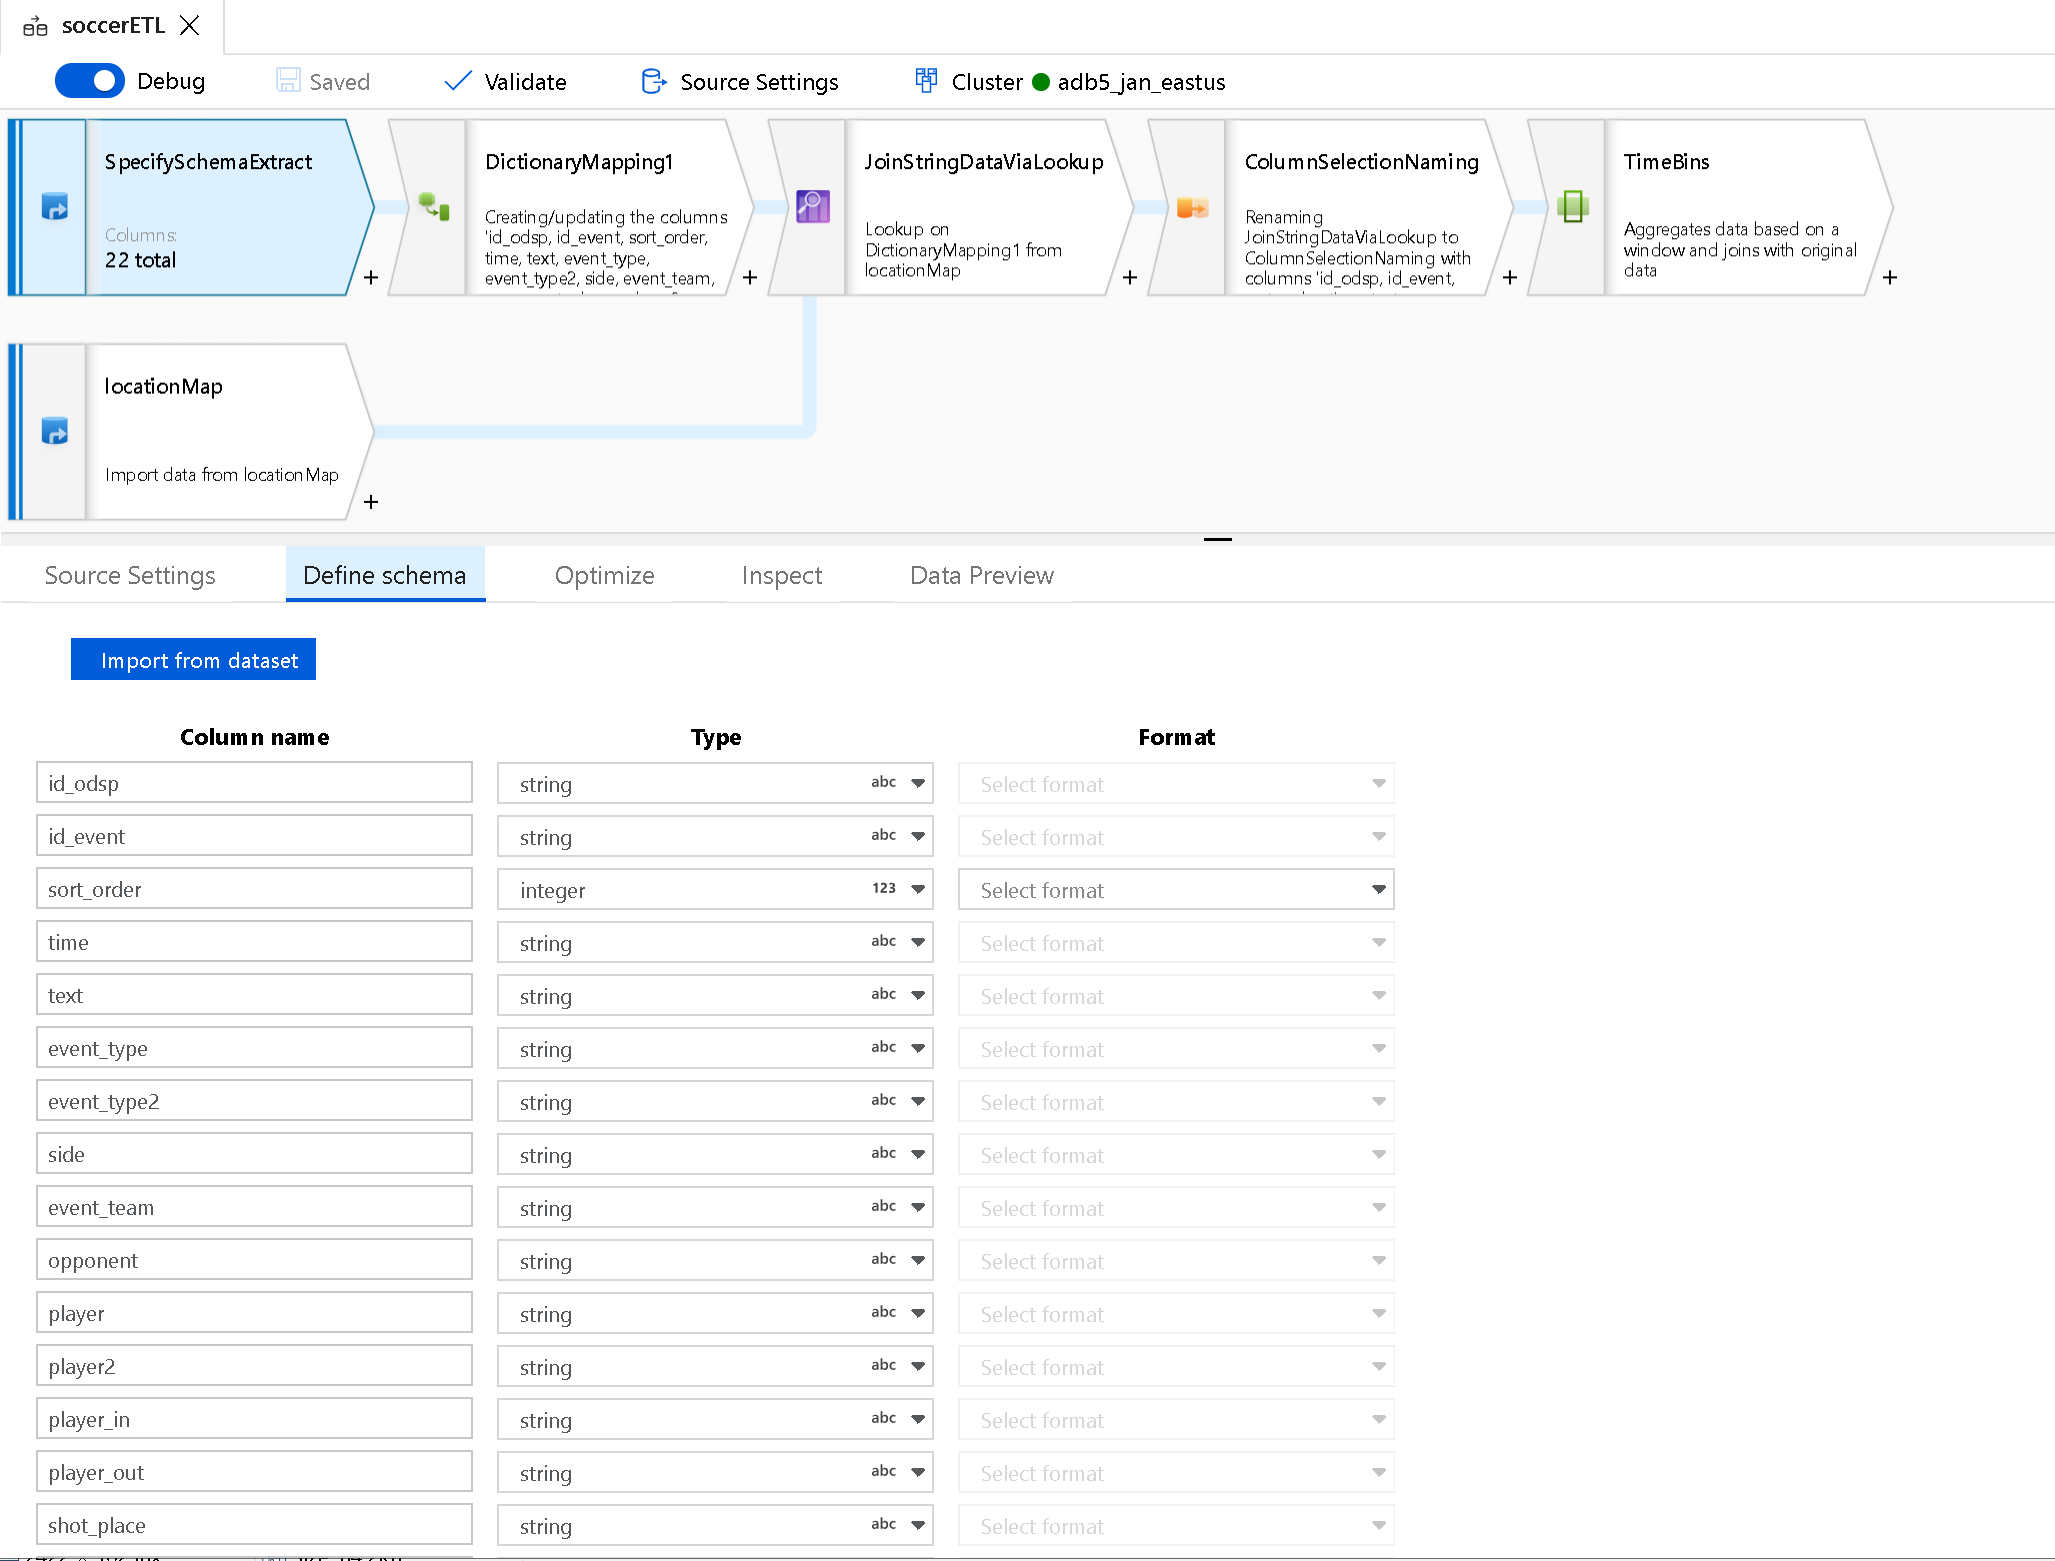 soccerETL
Debug
Saved
Validate
Source Settings
Cluster adb5_jan_eastus
SpecifySchemaExtract
Columns:
22 total
+
DictionaryMapping1
Creating/updating the columns
'id_odsp, id_event, sort_order,
time, text, event_type,
event_type2, side, event_team,
+
JoinStringDataViaLookup
Lookup on
DictionaryMapping1 from
locationMap
+
ColumnSelectionNaming
Renaming
JoinStringDataViaLookup to
ColumnSelectionNaming with
columns 'id_odsp, id_event,
+
TimeBins
Aggregates data based on a
window and joins with original
data
+
locationMap
Import data from locationMap
+
Source Settings
Define schema
Optimize
Inspect
Data Preview
Import from dataset
Column name Type Format
id_odsp string abc Select format
id_event string abc Select format
sort_order integer 123 Select format
time string abc Select format
text string abc Select format
event_type string abc Select format
event_type2 string abc Select format
side string abc Select format
event_team string abc Select format
opponent string abc Select format
player string abc Select format
player2 string abc Select format
player_in string abc Select format
player_out string abc Select format
shot_place string abc Select format